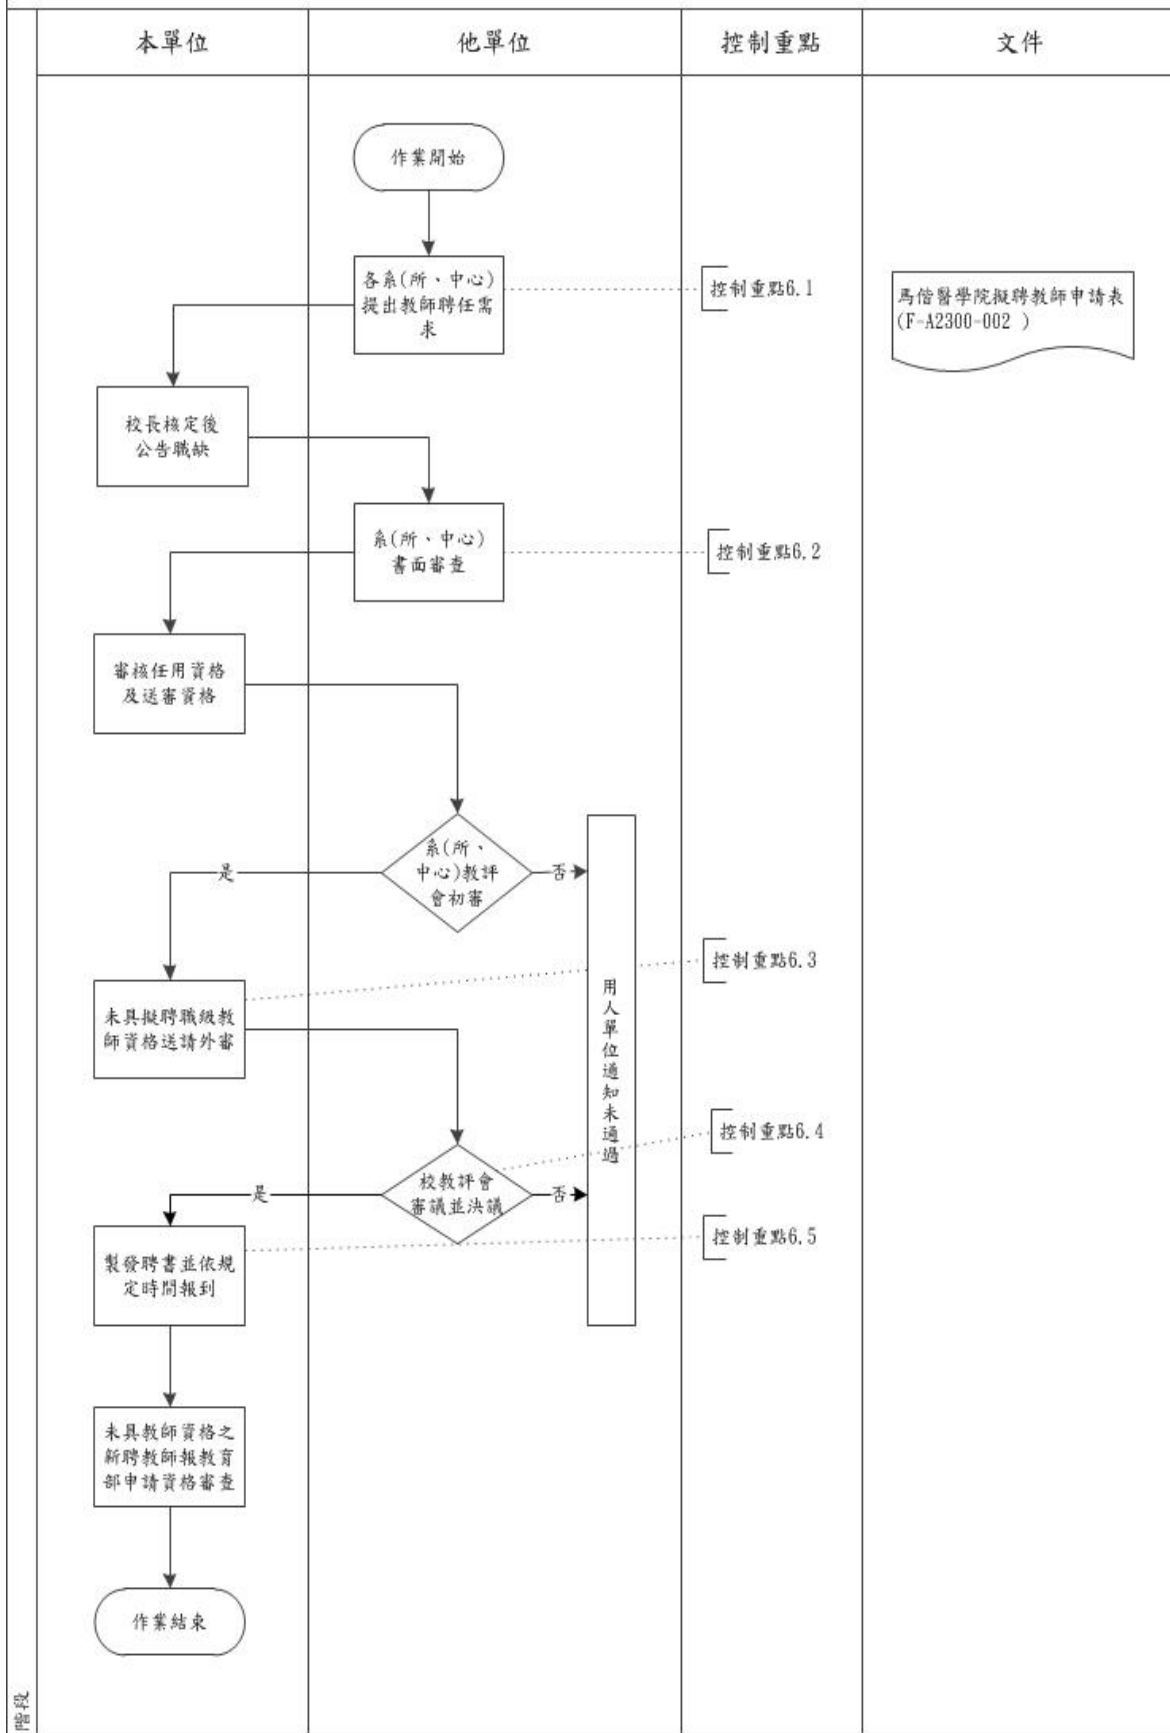 本單位
他單位
控制重點
文件
作業開始
各系(所、中心)
提出教師聘任需
求
控制重點6.1
馬偕醫學院擬聘教師申請表
(F-A2300-002 )
校長核定後
公告職缺
系(所、中心)
書面審查
控制重點6.2
審核任用資格
及送審資格
系(所、
中心)教評
會初審
是
否
控制重點6.3
未具擬聘職級教
師資格送請外審
用人單位通知未通過
控制重點6.4
校教評會
審議並決議
是
否
控制重點6.5
製發聘書並依規
定時間報到
未具教師資格之
新聘教師報教育
部申請資格審查
作業結束
階段